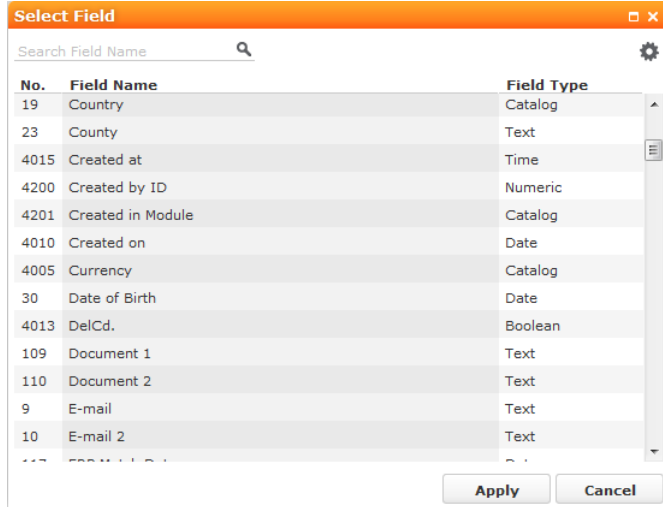 Select Field
Search Field Name
No. Field Name Field Type
19 Country Catalog
23 County Text
4015 Created at Time
4200 Created by ID Numeric
4201 Created in Module Catalog
4010 Created on Date
4005 Currency Catalog
30 Date of Birth Date
4013 DelCd. Boolean
109 Document 1 Text
110 Document 2 Text
9 E-mail Text
10 E-mail 2 Text
Apply Cancel